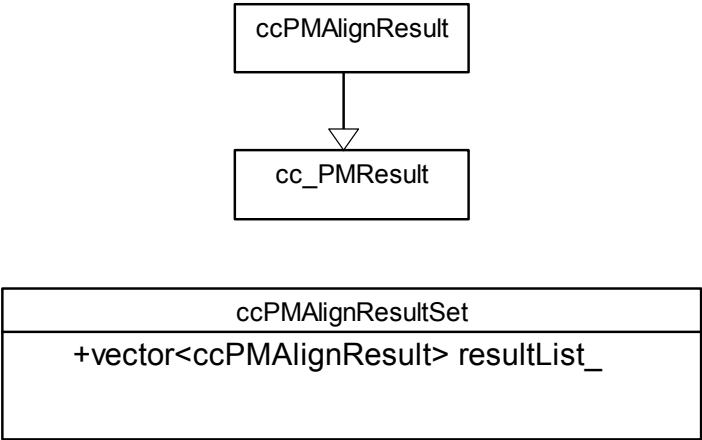 ccPMAlignResult
cc_PMResult
ccPMAlignResultSet
+vector<ccPMAlignResult> resultList_